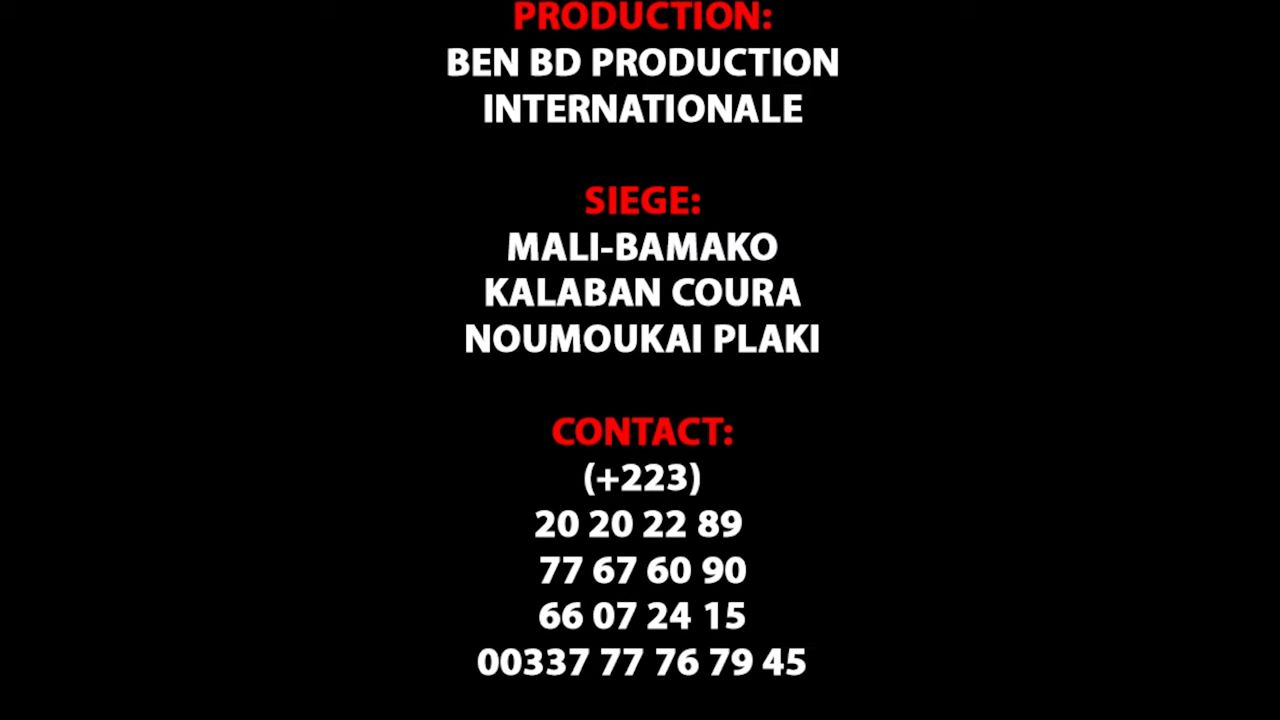 PRODUCTION:
BEN BD PRODUCTION
INTERNATIONALE
SIEGE:
MALI-BAMAKO
KALABAN COURA
NOUMOUKAI PLAKI
CONTACT:
(+223)
20 20 22 89
77 67 60 90
66 07 24 15
00337 77 76 79 45